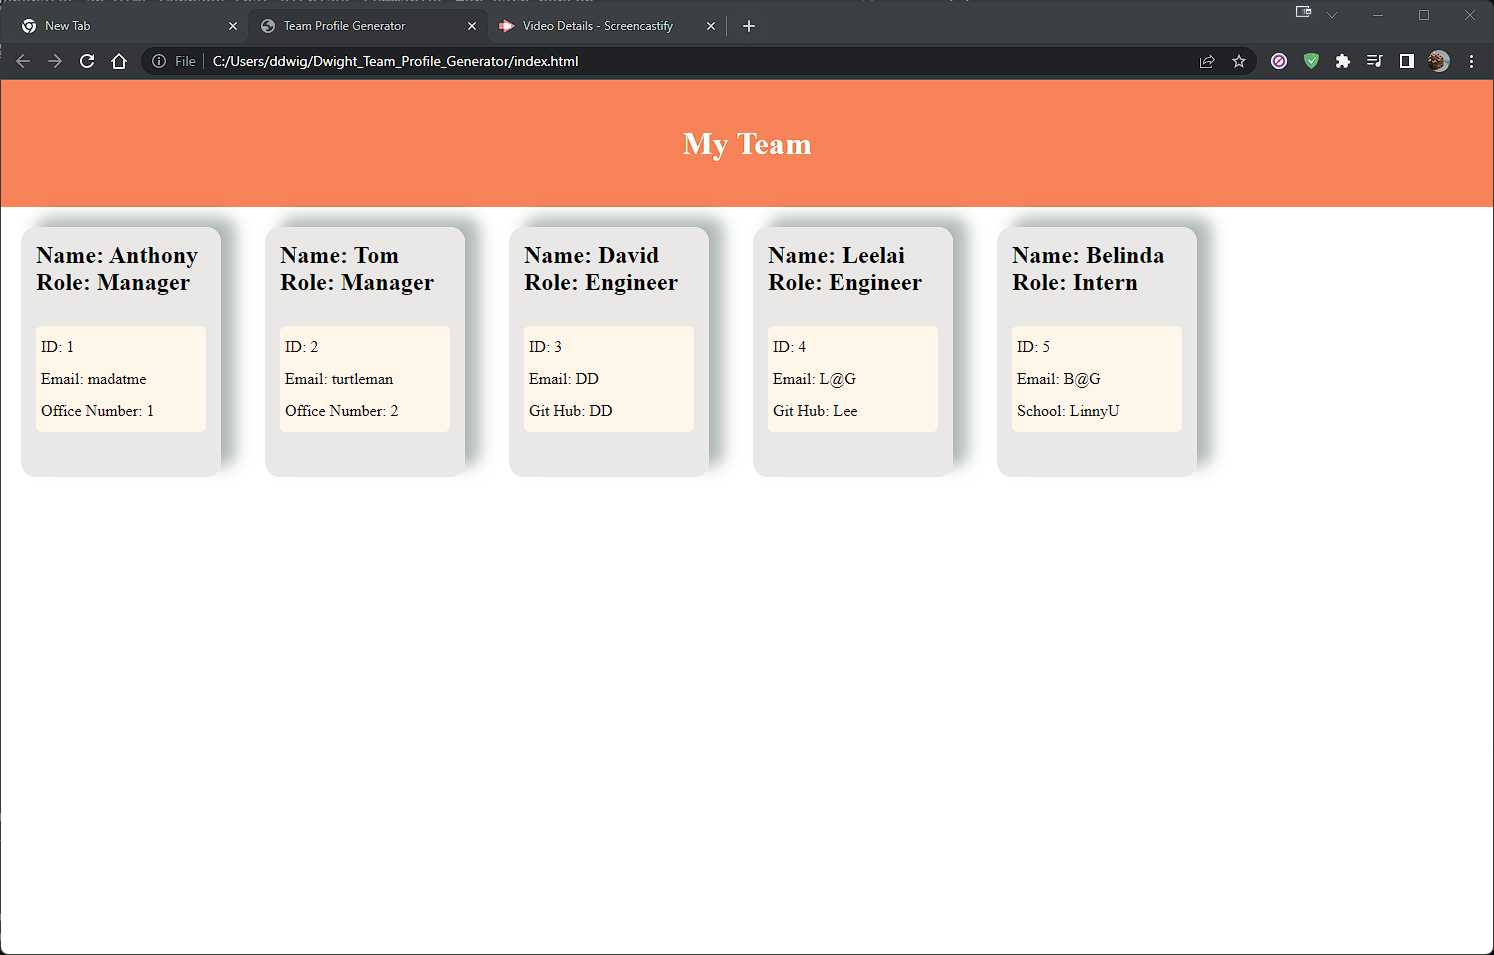 New Tab
Team Profile Generator
Video Details - Screencastify
File
C:/Users/ddwig/Dwight_Team_Profile_Generator/index.html
My Team
Name: Anthony
Role: Manager
ID: 1
Email: madatme
Office Number: 1
Name: Tom
Role: Manager
ID: 2
Email: turtleman
Office Number: 2
Name: David
Role: Engineer
ID: 3
Email: DD
Git Hub: DD
Name: Leelai
Role: Engineer
ID: 4
Email: L@G
Git Hub: Lee
Name: Belinda
Role: Intern
ID: 5
Email: B@G
School: LinnyU